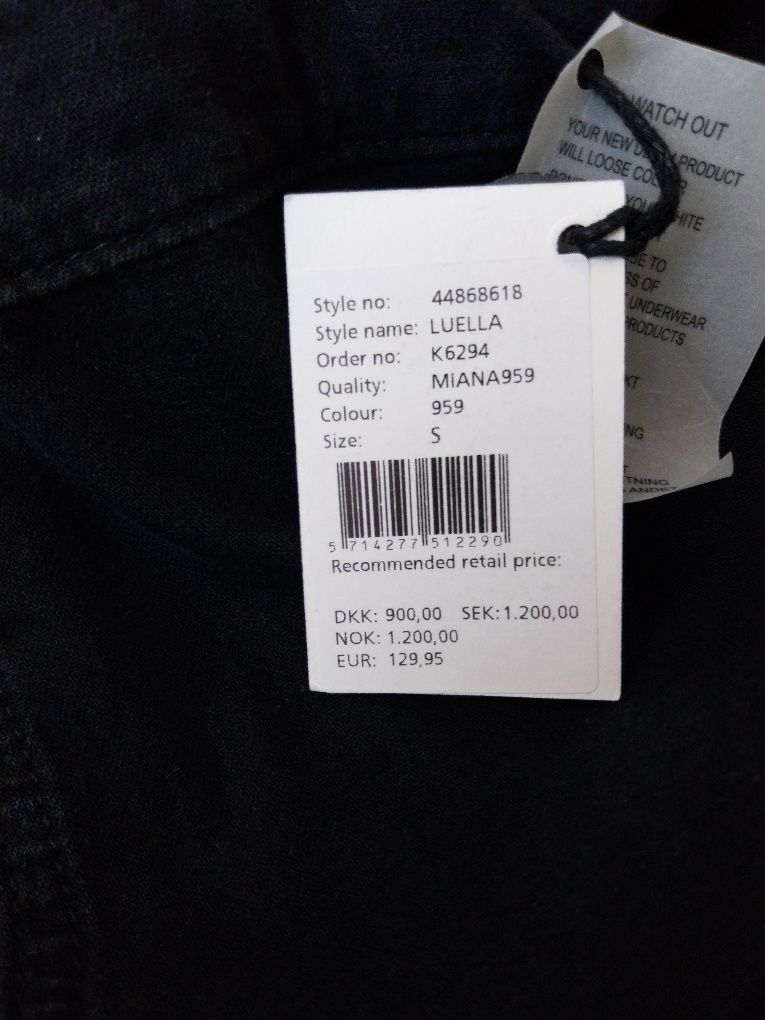 WATCH OUT
YOUR NEW PRODUCT
WILL LOOSE
Style no: 44868618
Style name: LUELLA
Order no: K6294
Quality: MIANA959
Colour: 959
Size: S
5 714277 512290
Recommended retail price:
DKK: 900,00 SEK: 1.200,00
NOK: 1.200,00
EUR: 129,95
TO
OF
UNDERWEAR
PRODUCTS